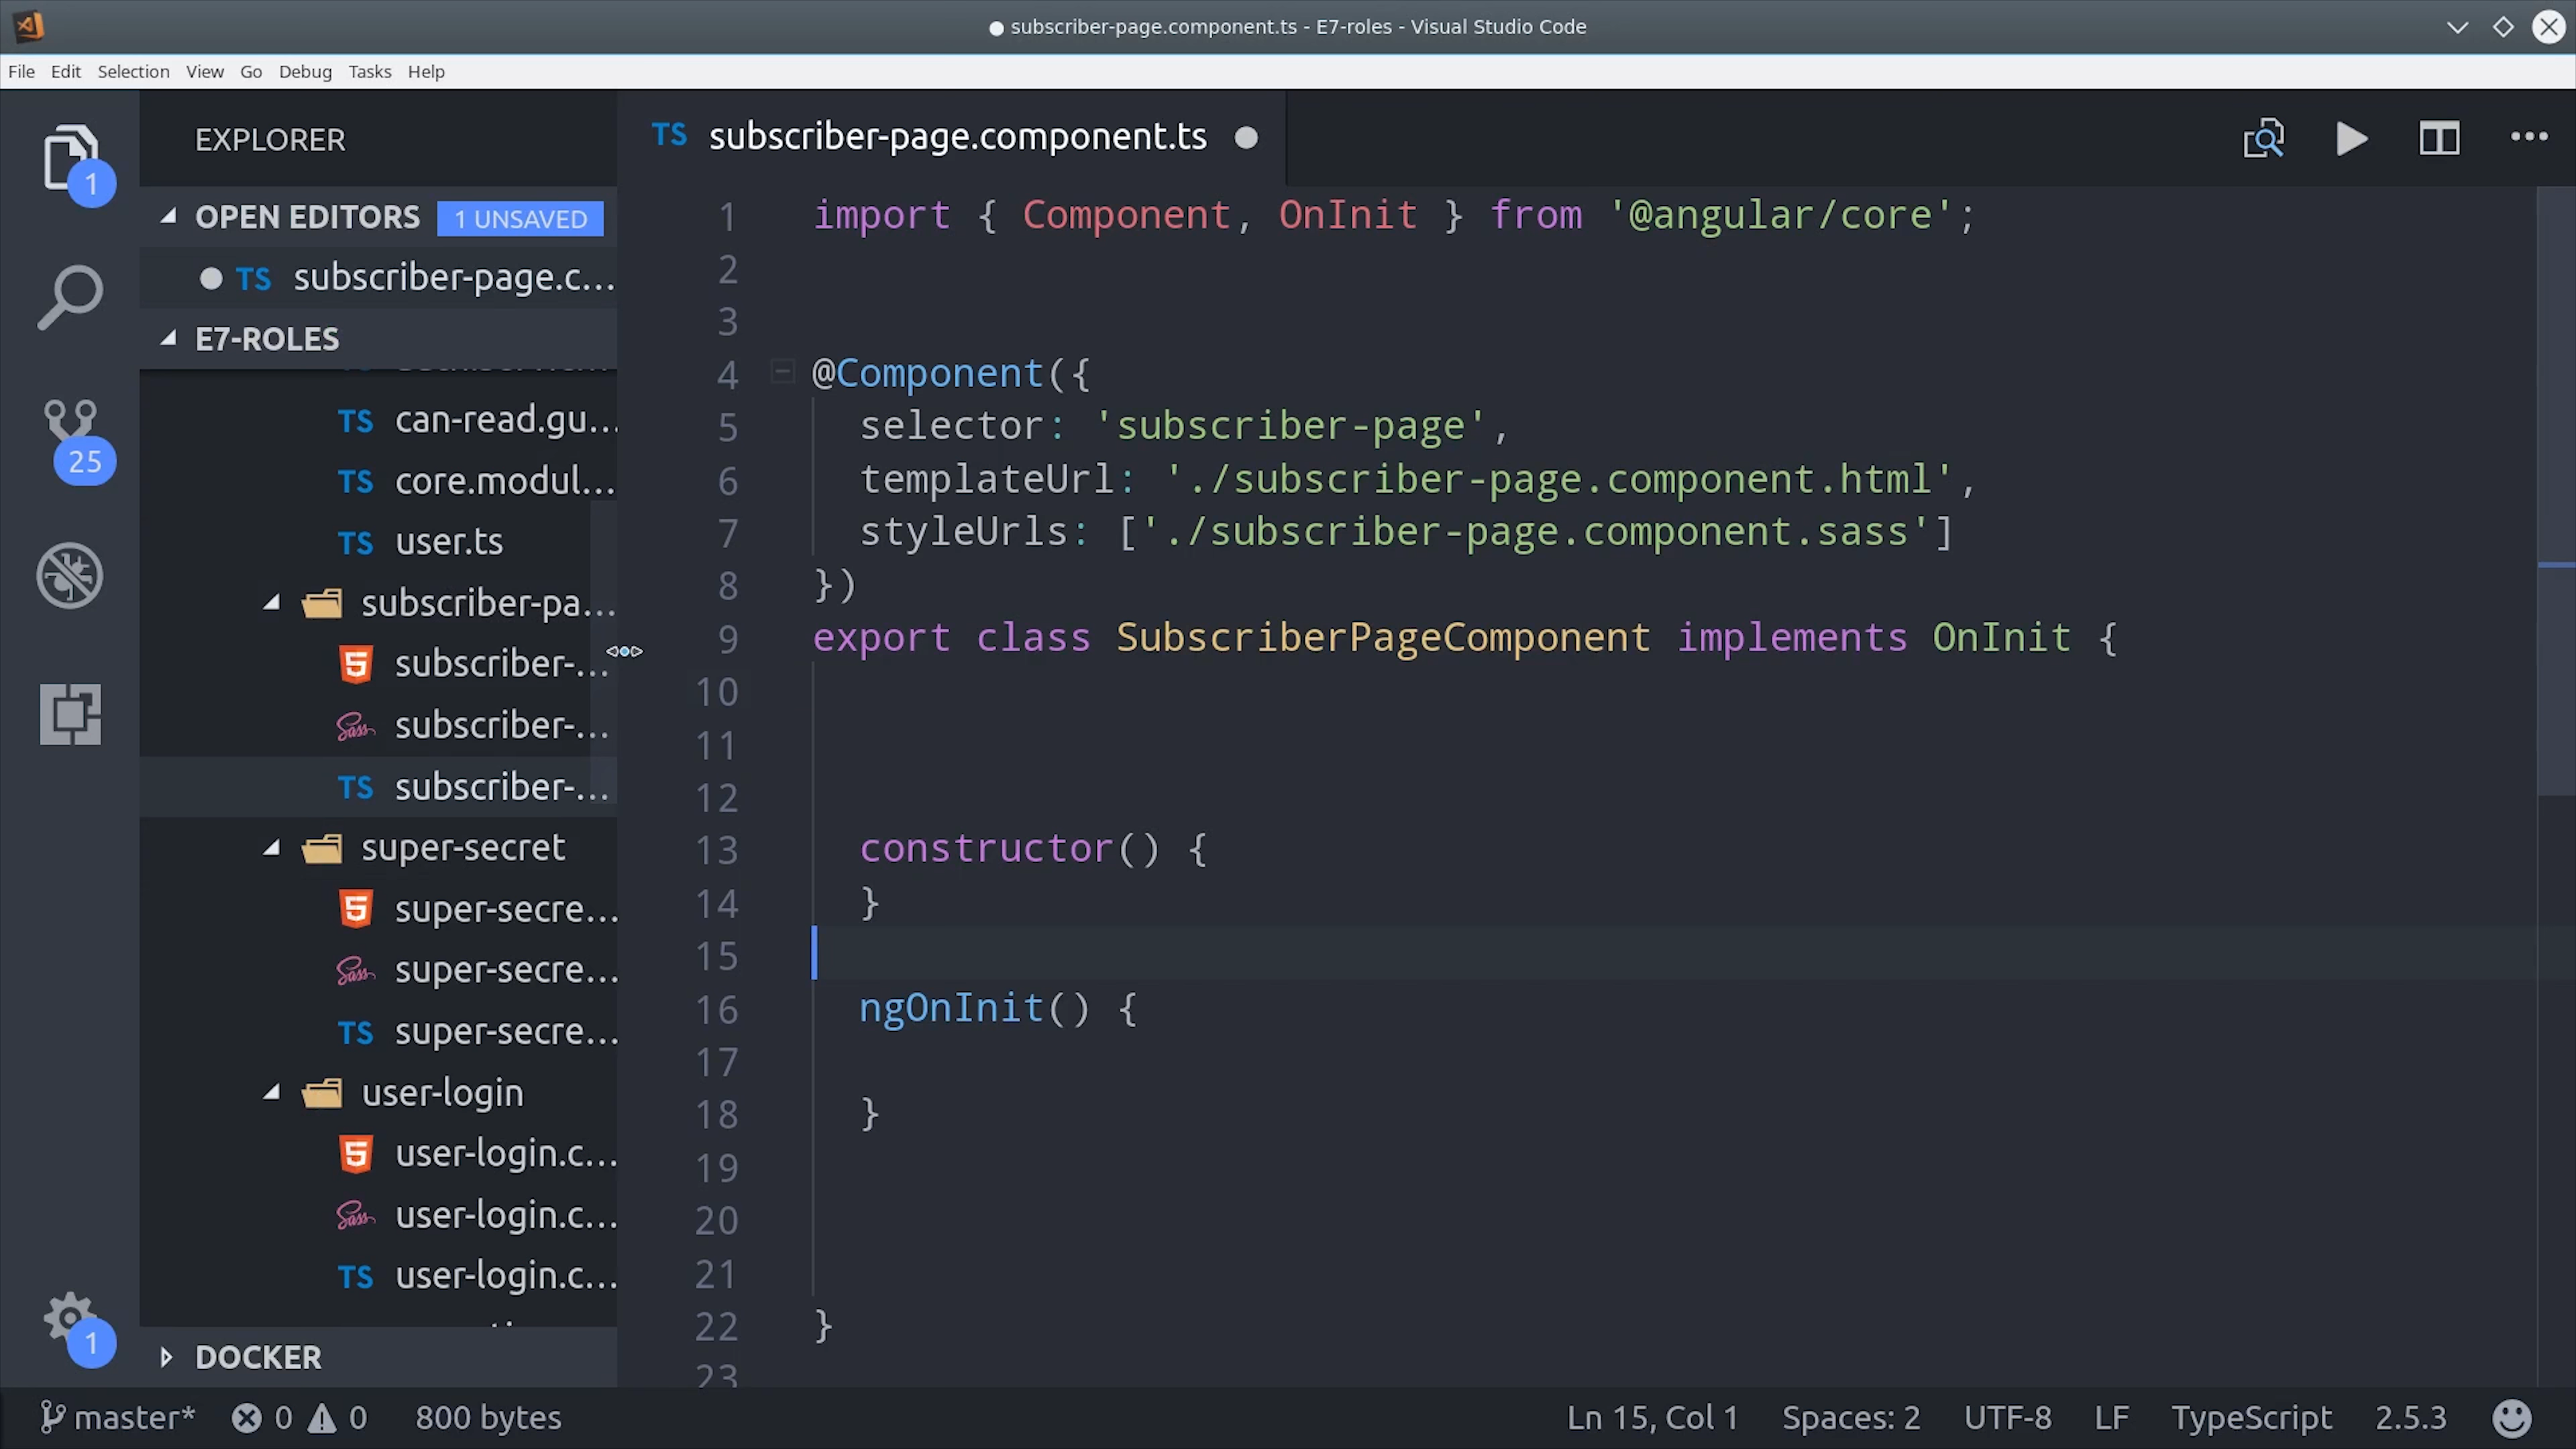 ● subscriber-page.component.ts - E7-roles - Visual Studio Code
File Edit Selection View Go Debug Tasks Help
EXPLORER
1
OPEN EDITORS 1 UNSAVED
TS subscriber-page.c...
E7-ROLES
TS can-read.gu...
25
TS core.modul...
TS user.ts
subscriber-pa...
5 subscriber-...
Sass subscriber-...
TS subscriber-...
super-secret
5 super-secre...
Sass super-secre...
TS super-secre...
user-login
5 user-login.c...
Sass user-login.c...
TS user-login.c...
1
DOCKER
TS subscriber-page.component.ts
1 import { Component, OnInit } from '@angular/core';
2
3
4 @Component({
5 selector: 'subscriber-page',
6 templateUrl: './subscriber-page.component.html',
7 styleUrls: ['./subscriber-page.component.sass']
8 })
9 export class SubscriberPageComponent implements OnInit {
10
11
12
13 constructor() {
14 }
15
16 ngOnInit() {
17
18 }
19
20
21
22 }
23
master* 0 0 800 bytes Ln 15, Col 1 Spaces: 2 UTF-8 LF TypeScript 2.5.3